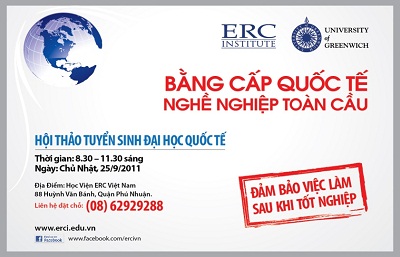 ERC
INSTITUTE
UNIVERSITY
of
GREENWICH
BẰNG CẤP QUỐC TẾ
NGHỀ NGHIỆP TOÀN CẦU
HỘI THẢO TUYỂN SINH ĐẠI HỌC QUỐC TẾ
Thời gian: 8.30 – 11.30 sáng
Ngày: Chủ Nhật, 25/9/2011
Địa Điểm: Học Viện ERC Việt Nam
88 Huỳnh Văn Bánh, Quận Phú Nhuận.
Liên hệ đặt chỗ: (08) 62929288
ĐẢM BẢO VIỆC LÀM
SAU KHI TỐT NGHIỆP
www.erci.edu.vn
Facebook
www.facebook.com/ercivn